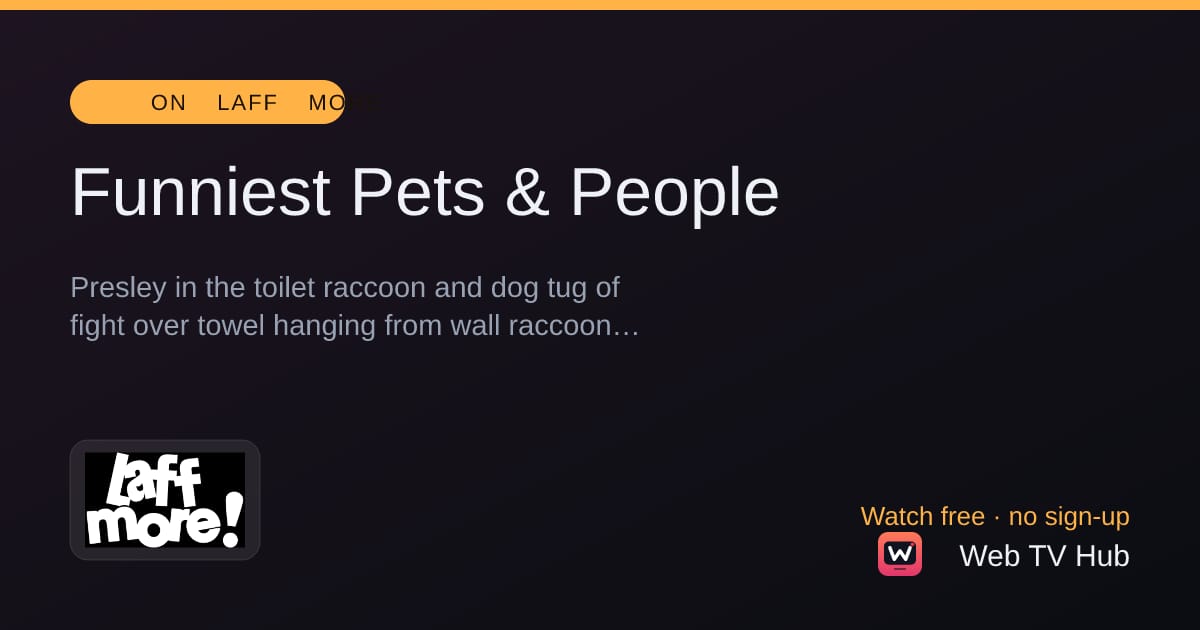 ON LAFF MORE
Funniest Pets & People
Presley in the toilet raccoon and dog tug of
fight over towel hanging from wall raccoon…
Laff
more!
Watch free · no sign-up
W
Web TV Hub